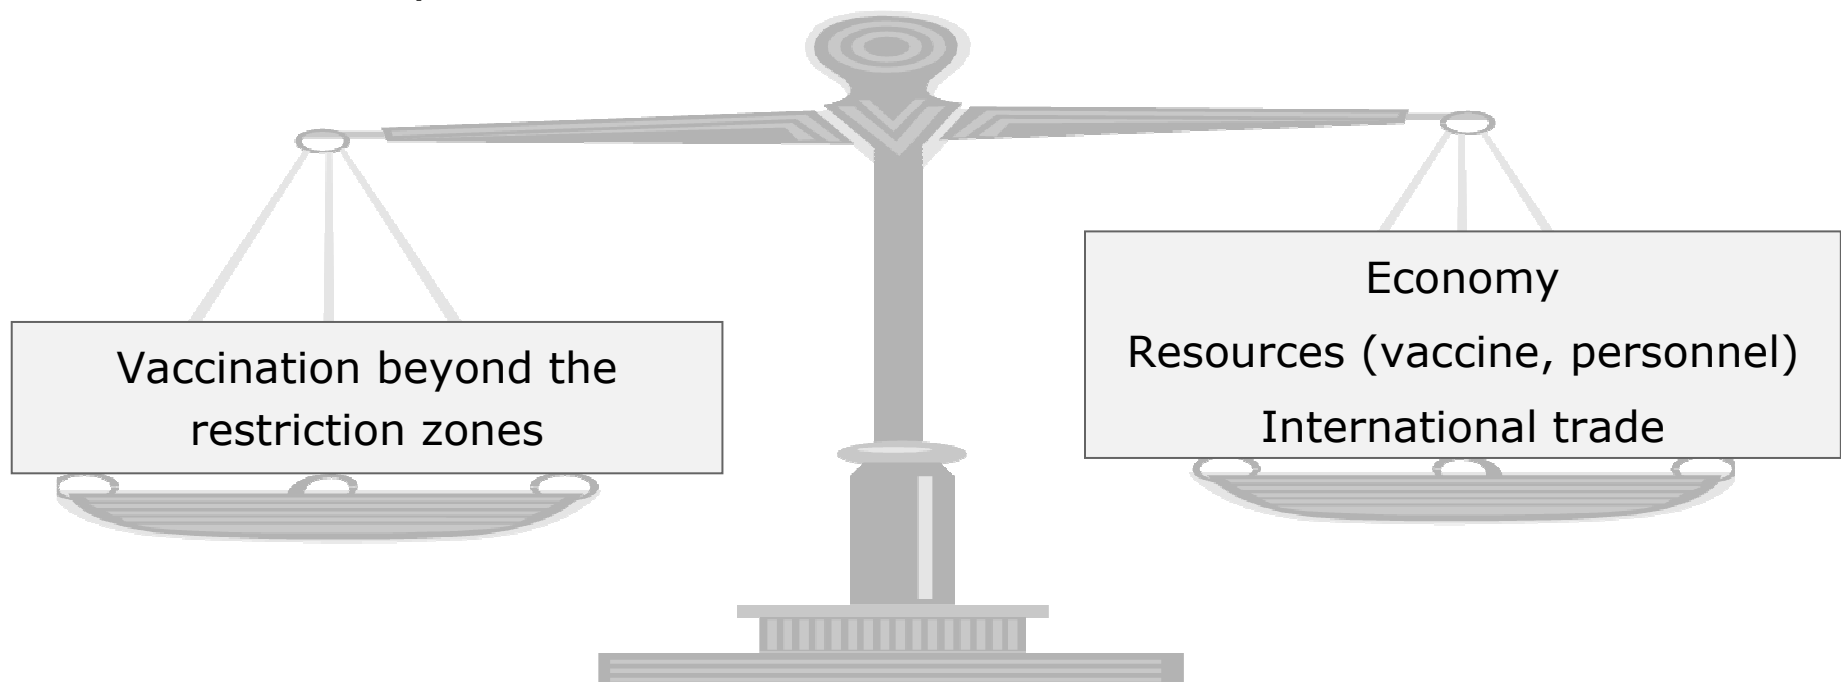 Vaccination beyond the
restriction zones
Economy
Resources (vaccine, personnel)
International trade